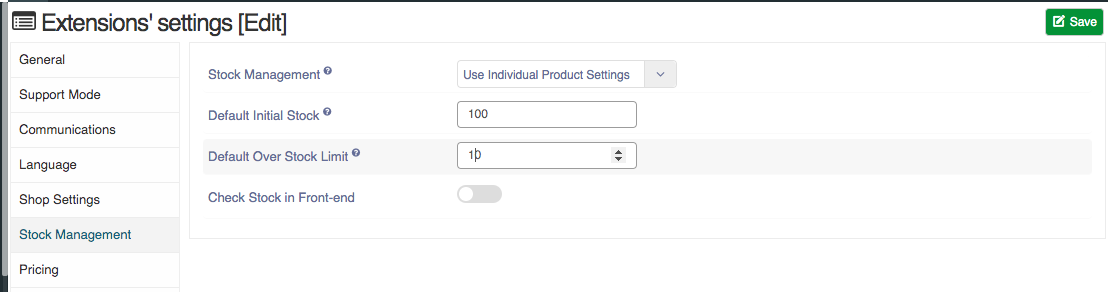 Extensions' settings [Edit]
Save
General
Support Mode
Communications
Language
Shop Settings
Stock Management
Pricing
Stock Management ?
Use Individual Product Settings
Default Initial Stock ?
100
Default Over Stock Limit ?
10
Check Stock in Front-end